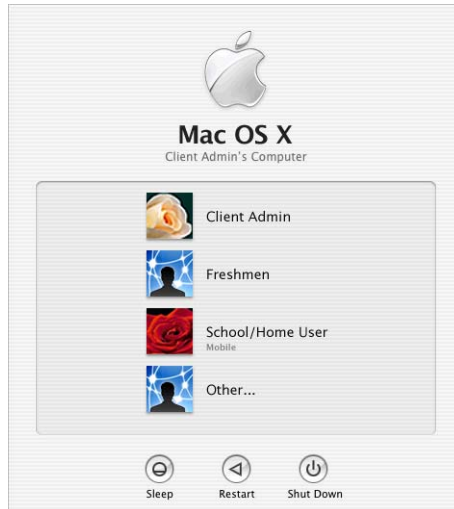 Mac OS X
Client Admin's Computer
Client Admin
Freshmen
School/Home User
Mobile
Other...
Sleep Restart Shut Down